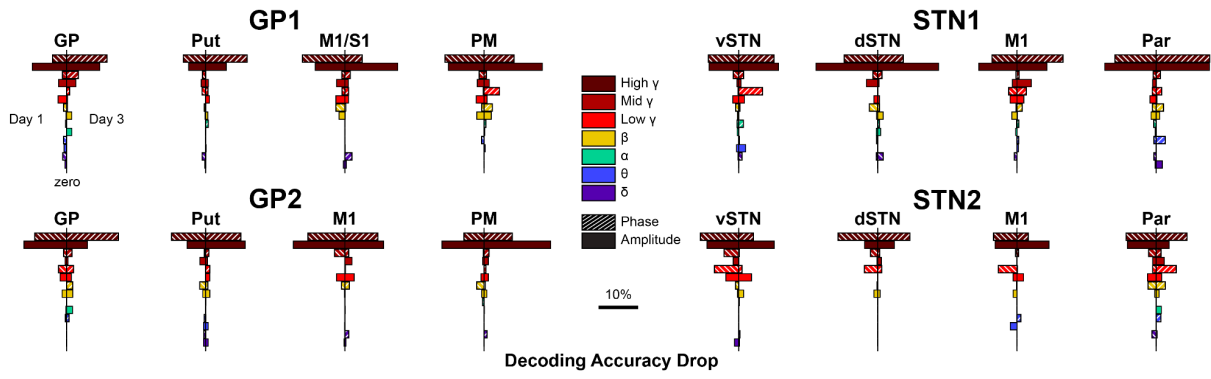 GP1
STN1
GP
Put
M1/S1
PM
vSTN
dSTN
M1
Par
Day 1
Day 3
zero
High γ
Mid γ
Low γ
β
α
θ
δ
Phase
Amplitude
10%
GP2
STN2
GP
Put
M1
PM
vSTN
dSTN
M1
Par
Decoding Accuracy Drop